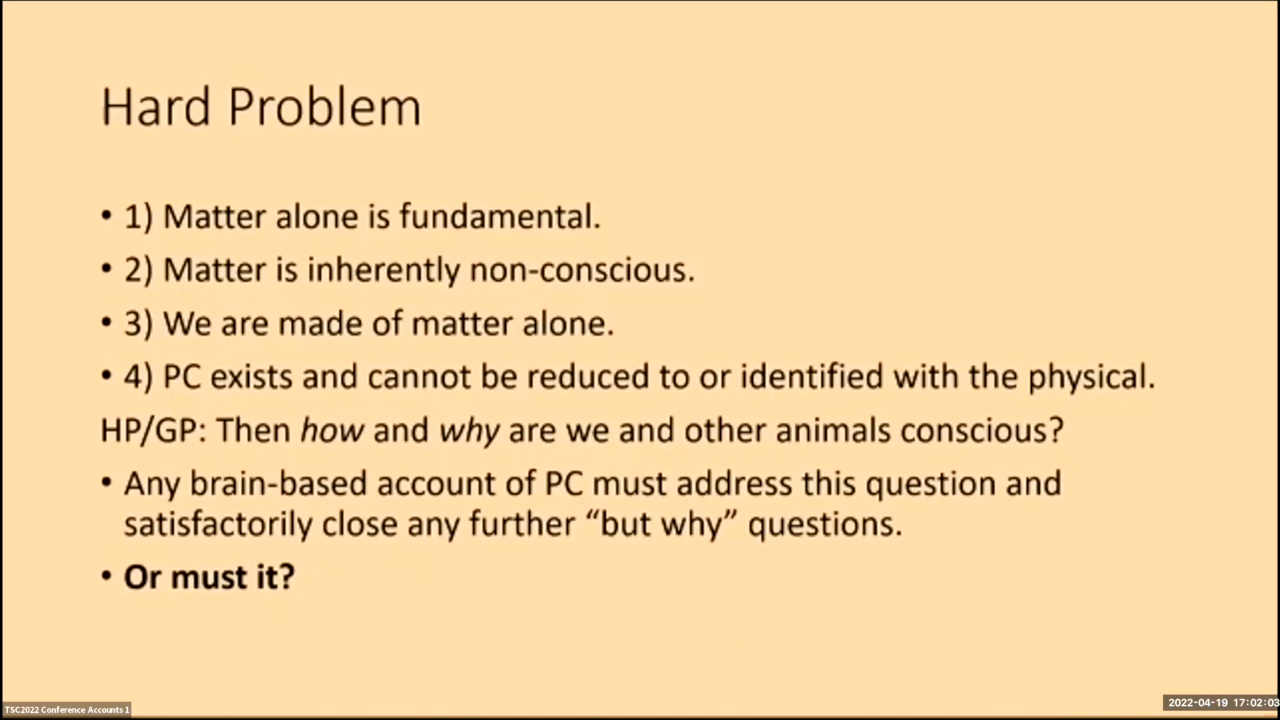 Hard Problem
• 1) Matter alone is fundamental.
• 2) Matter is inherently non-conscious.
• 3) We are made of matter alone.
• 4) PC exists and cannot be reduced to or identified with the physical.
HP/GP: Then how and why are we and other animals conscious?
• Any brain-based account of PC must address this question and
satisfactorily close any further “but why” questions.
• Or must it?
TSC2022 Conference Accounts 1
2022-04-19 17:02:03